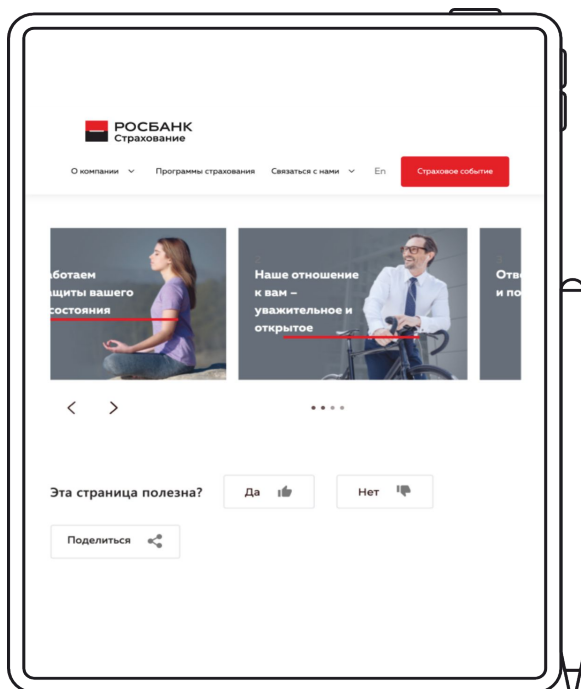 РОСБАНК
Страхование
О компании Программы страхования Связаться с нами En Страховое событие
аботаем
ащиты вашего
состояния
Наше отношение
к вам –
уважительное и
открытое
Отв
и по
Эта страница полезна? Да Нет
Поделиться